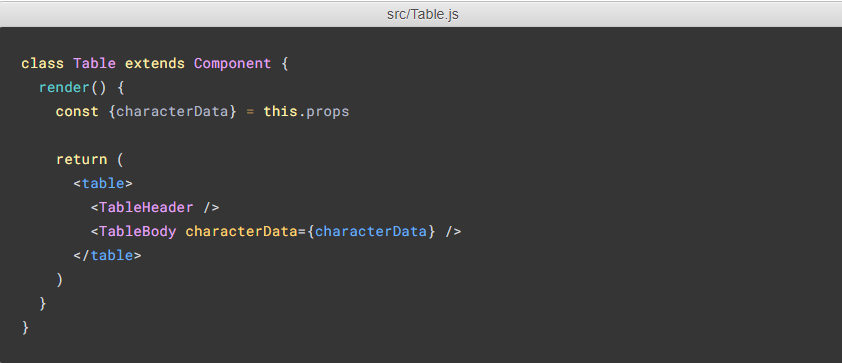 src/Table.js
class Table extends Component {
  render() {
    const {characterData} = this.props

    return (
      <table>
        <TableHeader />
        <TableBody characterData={characterData} />
      </table>
    )
  }
}